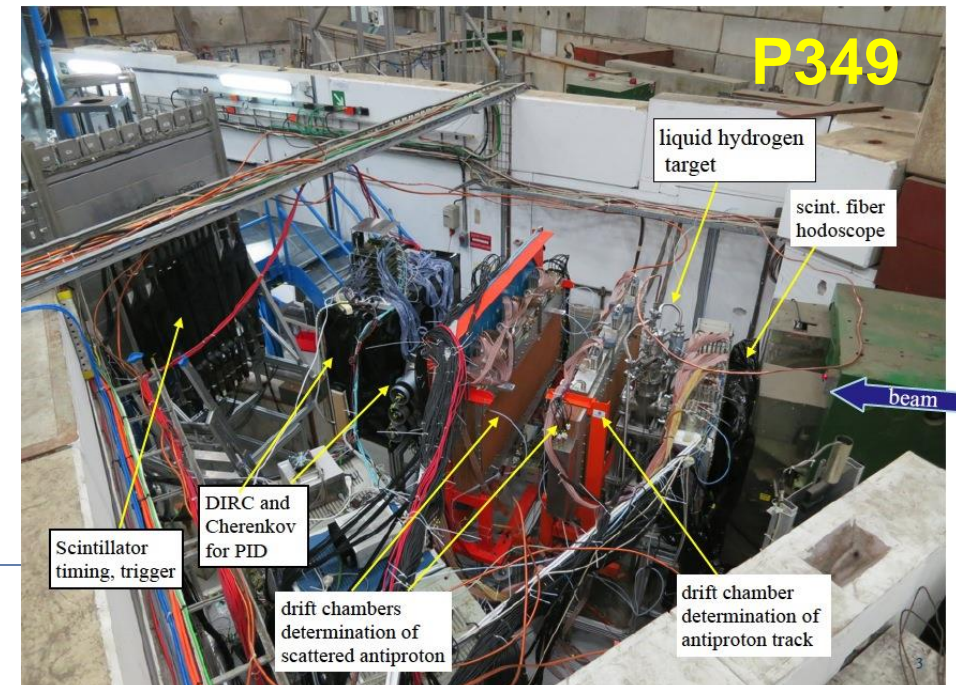 P349
liquid hydrogen
target
scint. fiber
hodoscope
beam
DIRC and
Cherenkov
for PID
Scintillator
timing, trigger
drift chambers
determination of
scattered antiproton
drift chamber
determination of
antiproton track
3